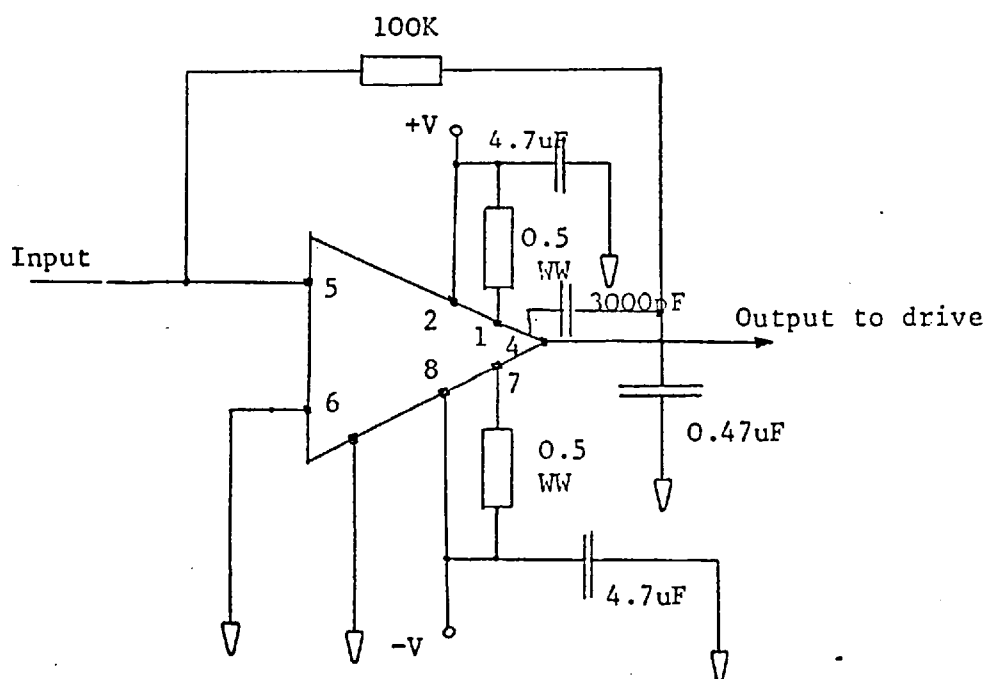 100K
+V
4.7uF
0.5
WW
3000pF
Input
5
2
1
4
Output to drive
8
7
6
0.47uF
0.5
WW
4.7uF
-V